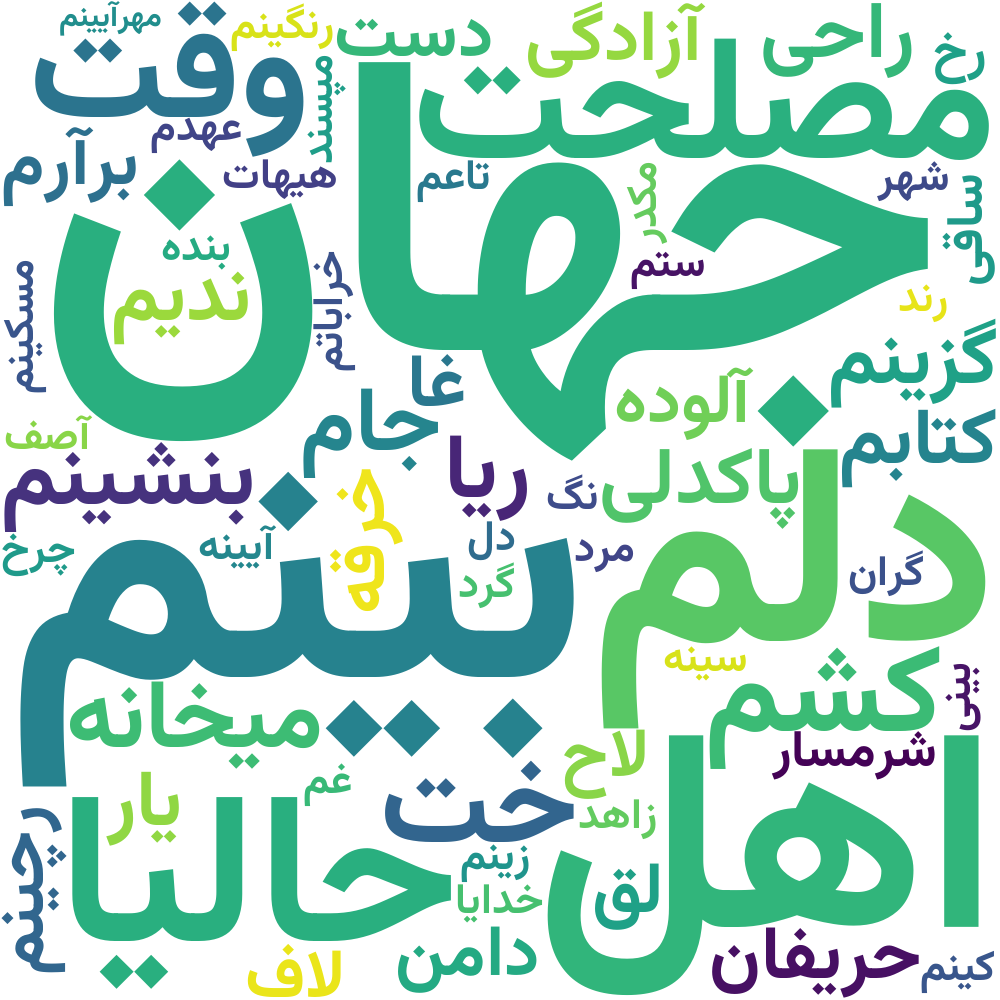 مهرآیینم
رنگینم
دست
آزادگی
راحی
رخ
وقت
مصلحت
میسند
عهدم
برآرم
هیهات
تاعم
مکدر
شهر
ساقی
جهان
بنده
ندیم
خراباتم
ستم
رند
مسکینم
گزینم
غا
جام
آلوده
کتابم
آصف
بنشینم
ریا
پاکدلی
نگ
خرقه
دلم
چرخ
آیینه
دل
گرد
مرد
گران
بینم
سینه
کشم
بینی
میخانه
لاح
شرمسار
غم
یار
خت
زاهد
اهل
رچینم
حالیا
زینم
خدایا
لق
لاف
دامن
حریفان
کینم